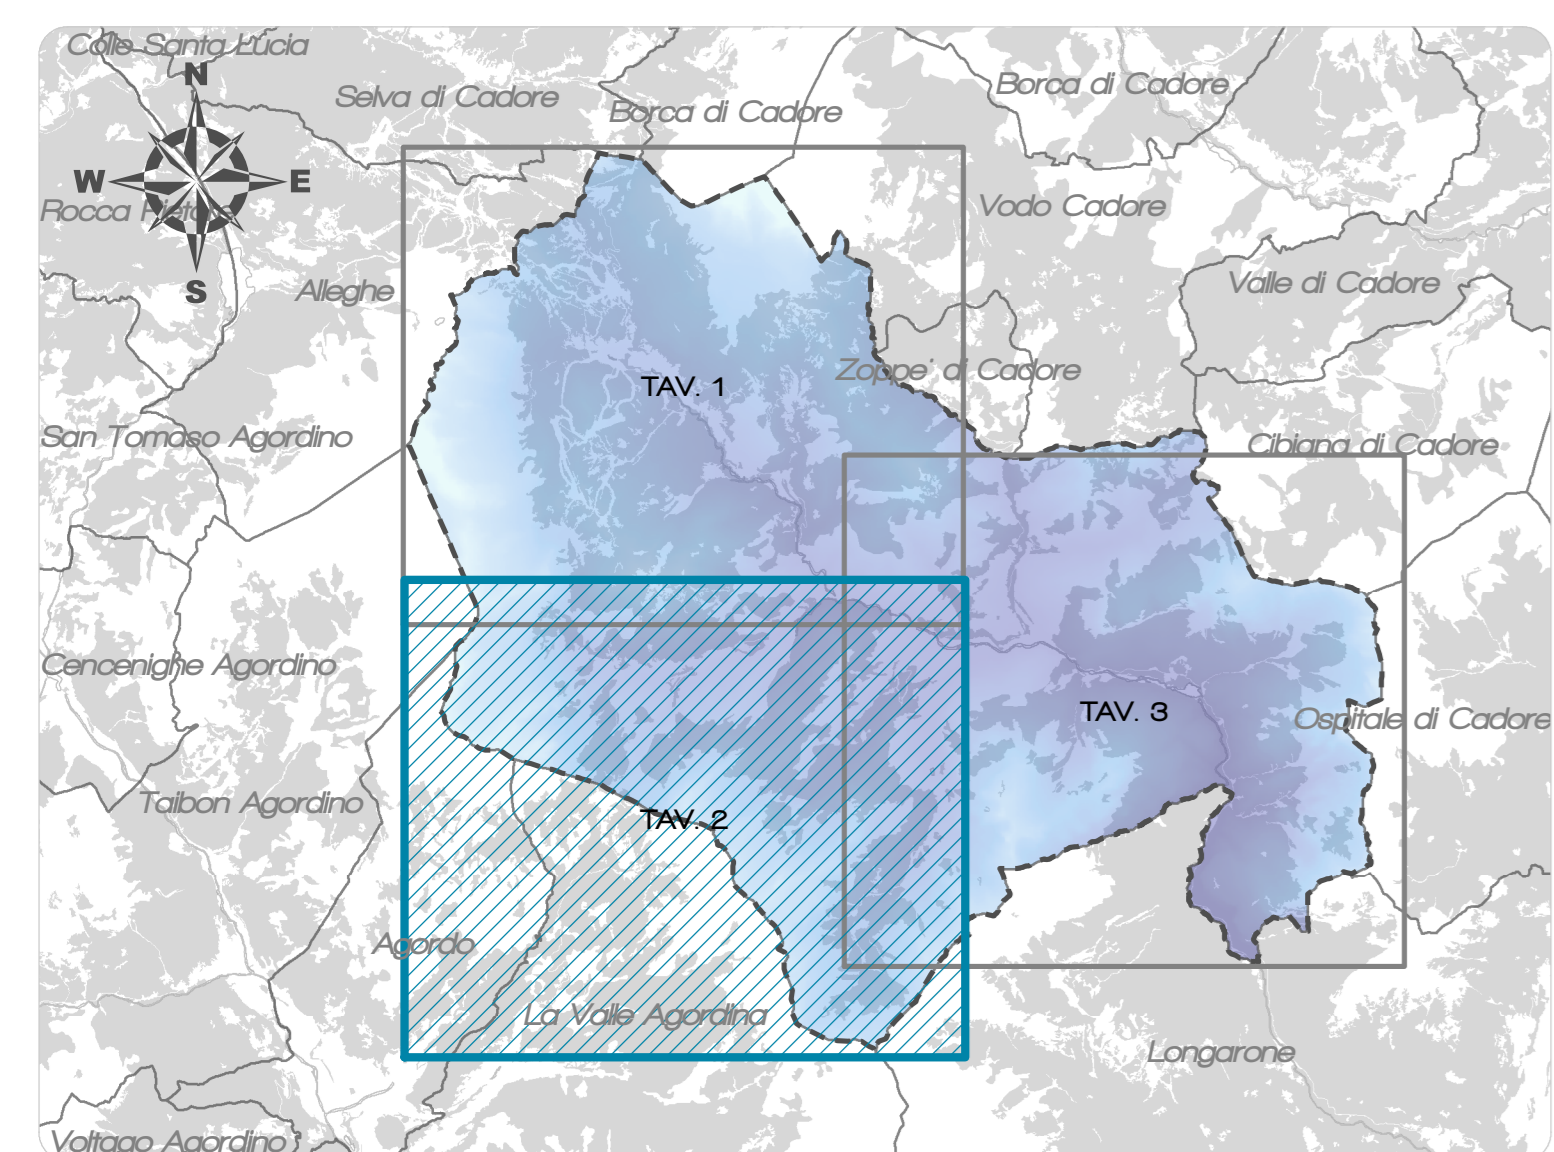 Colle Santa Lucia
N
Selva di Cadore
Borca di Cadore
Borca di Cadore
W
E
Rocca Pietore
Vodo Cadore
S
Alleghe
Valle di Cadore
Zoppe' di Cadore
TAV. 1
San Tomaso Agordino
Cibiana di Cadore
Cencenighe Agordino
TAV. 3
Ospitale di Cadore
Taibon Agordino
TAV. 2
Agordo
La Valle Agordina
Longarone
Voltago Agordino